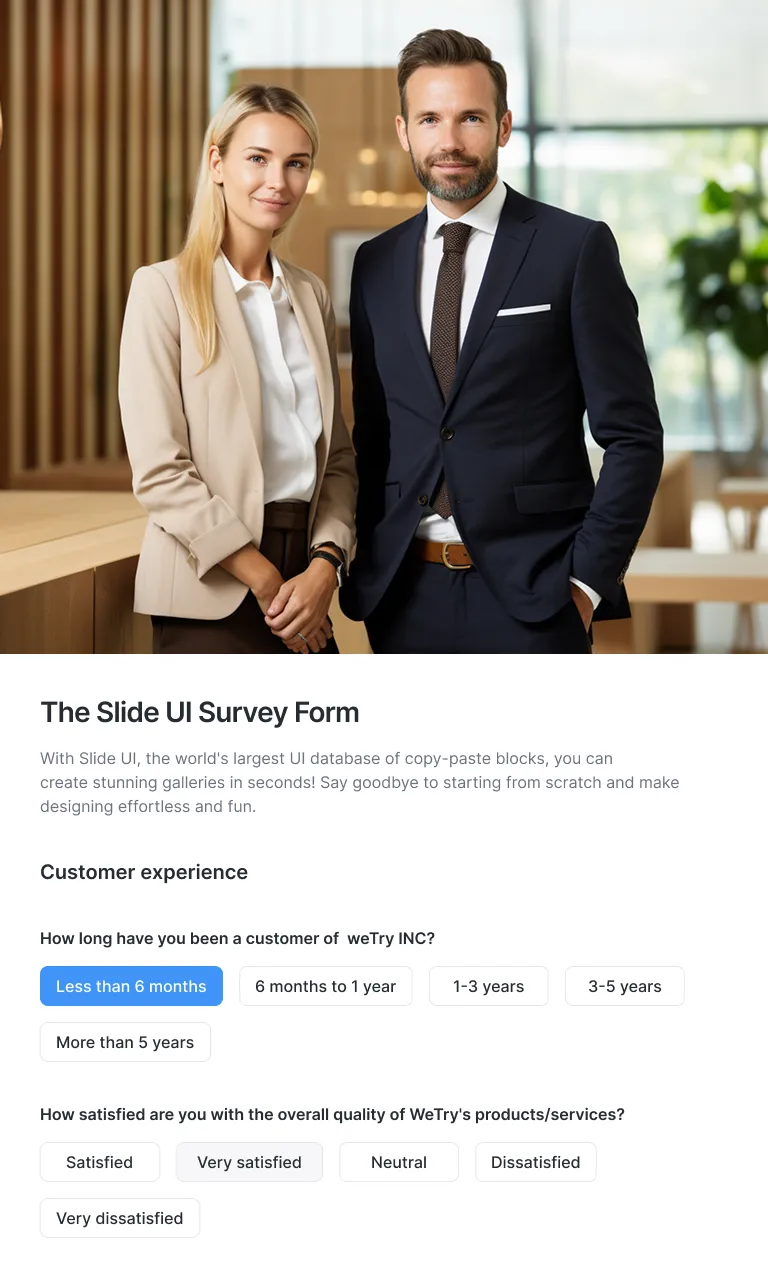 The Slide UI Survey Form
With Slide UI, the world's largest UI database of copy-paste blocks, you can
create stunning galleries in seconds! Say goodbye to starting from scratch and make
designing effortless and fun.
Customer experience
How long have you been a customer of  weTry INC?
Less than 6 months
6 months to 1 year
1-3 years
3-5 years
More than 5 years
How satisfied are you with the overall quality of WeTry's products/services?
Satisfied
Very satisfied
Neutral
Dissatisfied
Very dissatisfied